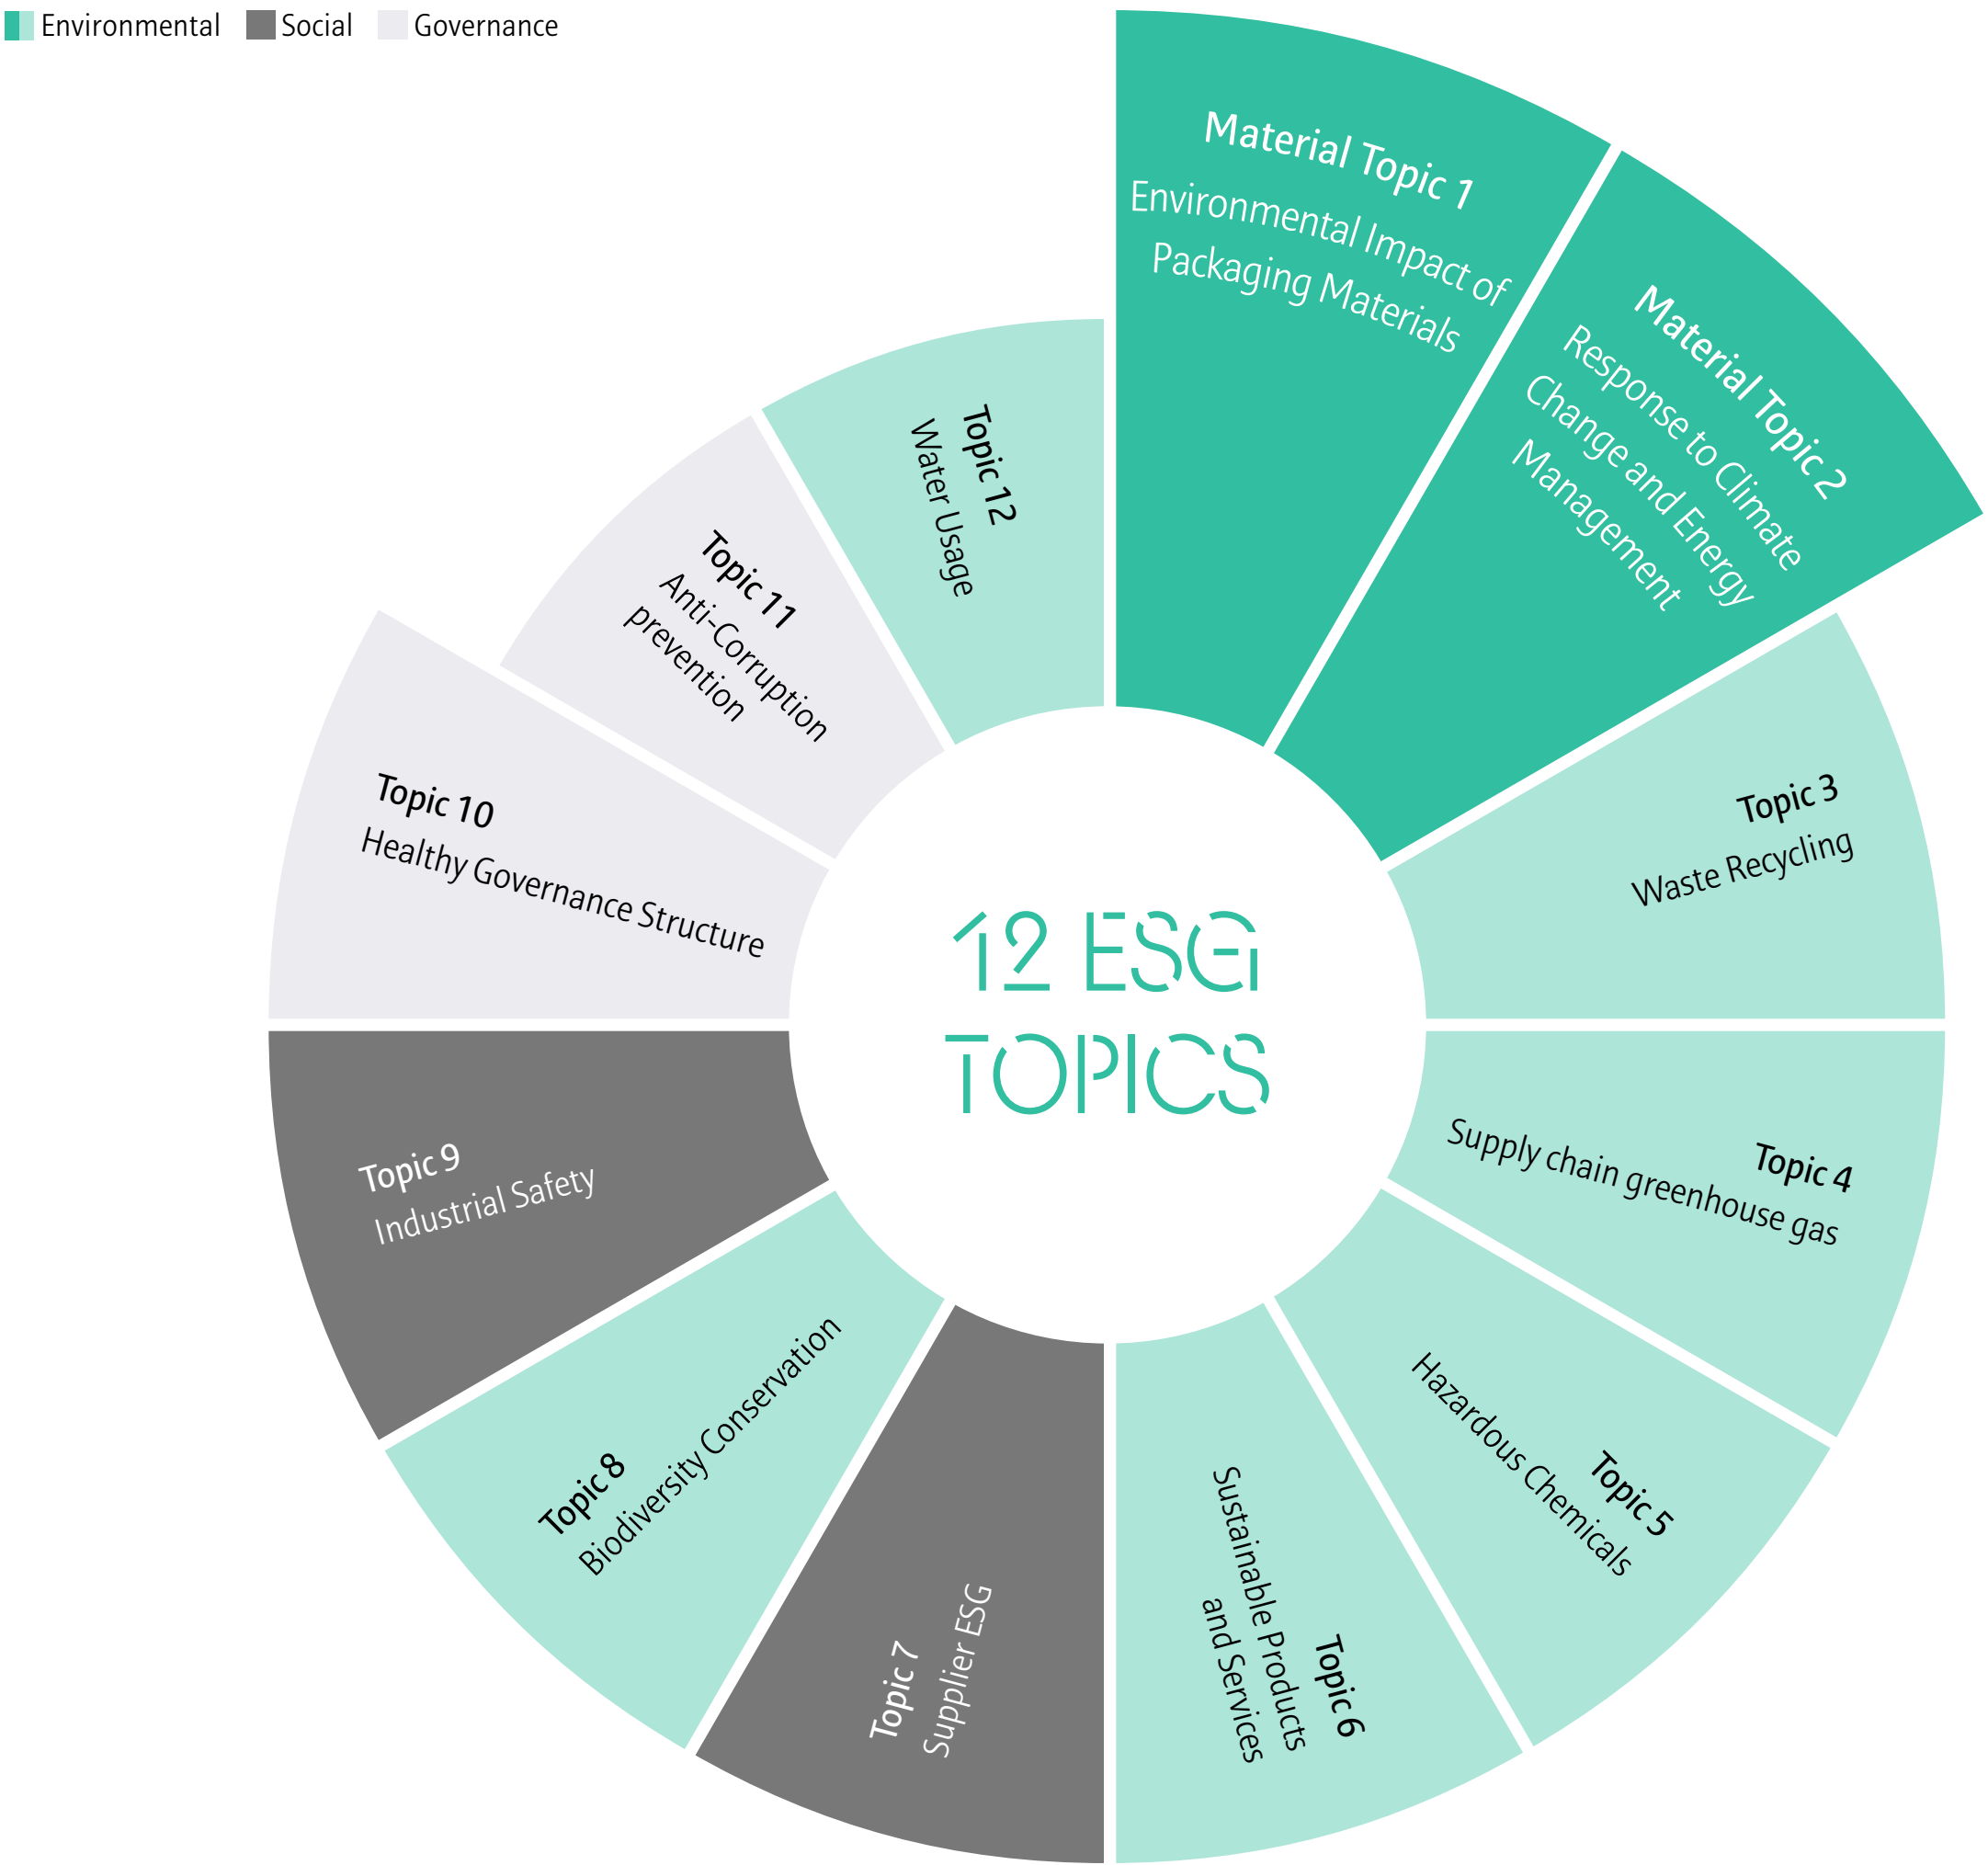 Environmental
Social
Governance
Material Topic 1
Environmental Impact of
Packaging Materials
Material Topic 2
Response to Climate
Change and Energy
Management
Topic 3
Waste Recycling
Topic 4
Supply chain greenhouse gas
Topic 5
Hazardous Chemicals
Topic 6
Sustainable Products
and Services
Topic 7
Supplier ESG
Topic 8
Biodiversity Conservation
Topic 9
Industrial Safety
Topic 10
Healthy Governance Structure
Topic 11
Anti-Corruption
prevention
Topic 12
Water Usage
12 ESG
TOPICS